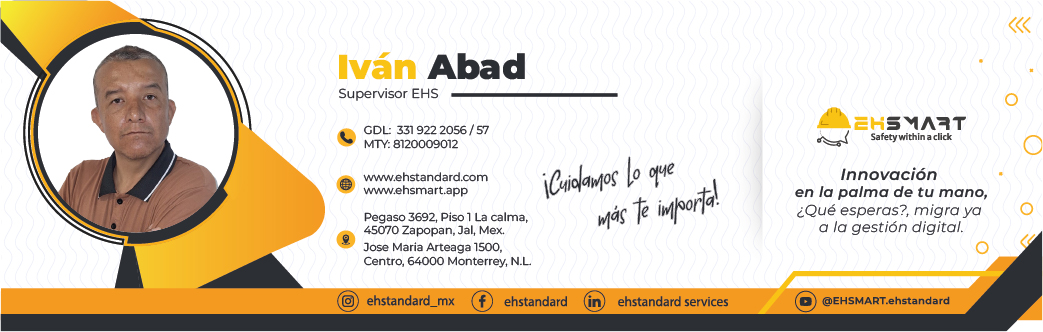 Iván Abad
Supervisor EHS
GDL: 331 922 2056 / 57
MTY: 8120009012
www.ehstandard.com
www.ehsmart.app
Pegaso 3692, Piso 1 La calma,
45070 Zapopan, Jal, Mex.
Jose Maria Arteaga 1500,
Centro, 64000 Monterrey, N.L.
¡Cuidamos lo que
más te importa!
EHSMART
Safety within a click
Innovación
en la palma de tu mano,
¿Qué esperas?, migra ya
a la gestión digital.
ehstandard_mx
ehstandard
ehstandard services
@EHSMART.ehstandard